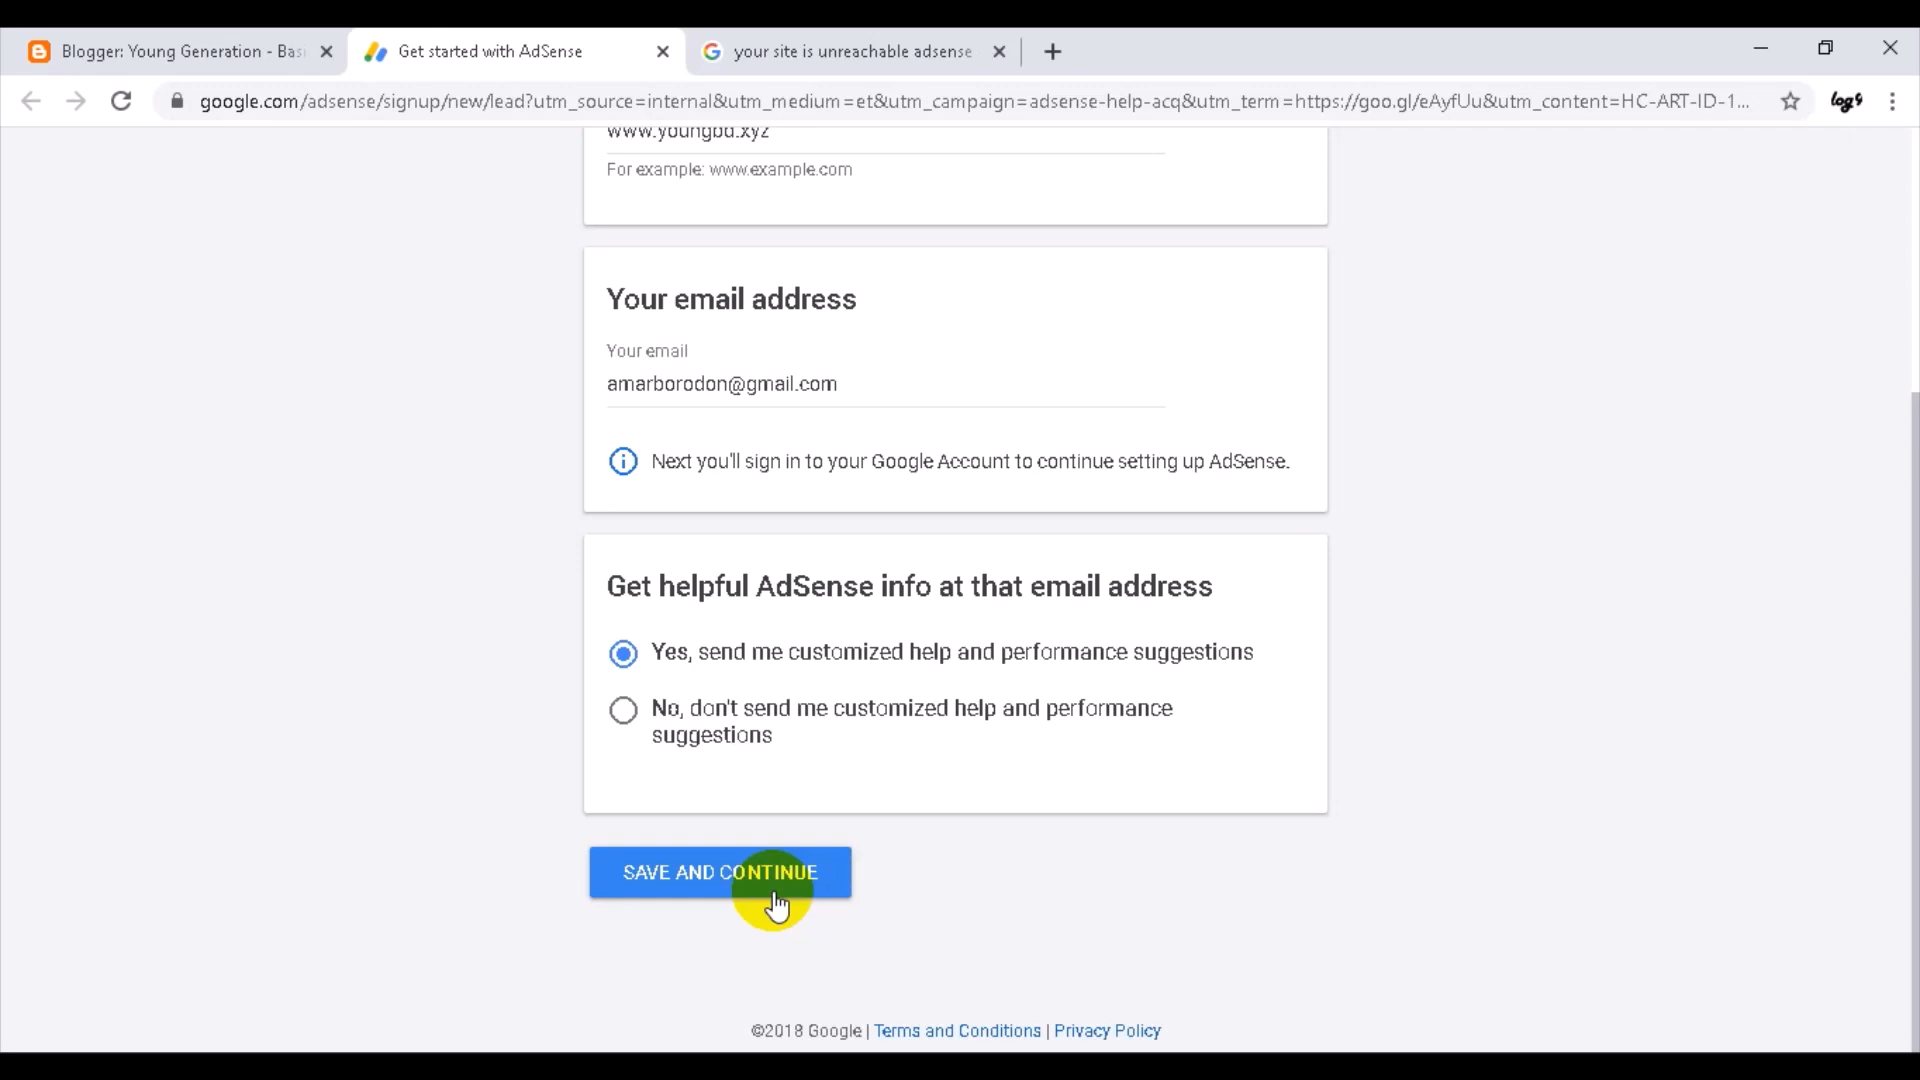 Blogger: Young Generation - Bas
Get started with AdSense
your site is unreachable adsense
google.com/adsense/signup/new/lead?utm_source=internal&utm_medium=et&utm_campaign=adsense-help-acq&utm_term=https://goo.gl/eAyfUu&utm_content=HC-ART-ID-1...
www.youngbd.xyz
For example: www.example.com
Your email address
Your email
amarborodon@gmail.com
Next you'll sign in to your Google Account to continue setting up AdSense.
Get helpful AdSense info at that email address
Yes, send me customized help and performance suggestions
No, don't send me customized help and performance
suggestions
SAVE AND CONTINUE
©2018 Google | Terms and Conditions | Privacy Policy